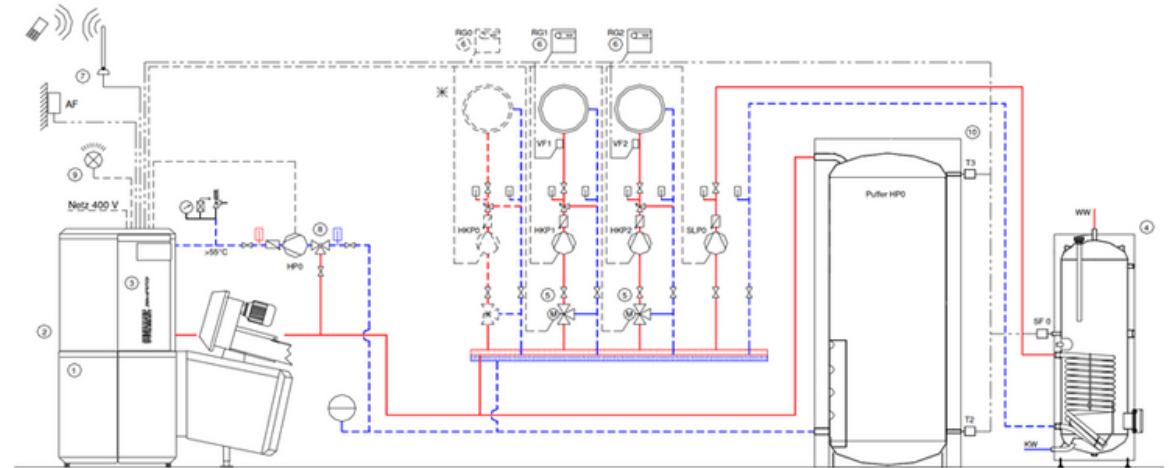 RG0
RG1
RG2
6
6
6
7
AF
9
Netz 400 V
VF1
VF2
10
T3
Puffer HP0
WW
4
8
>55°C
HP0
HKP0
HKP1
HKP2
SLP0
3
2
5
5
M
M
SF 0
1
T2
KW